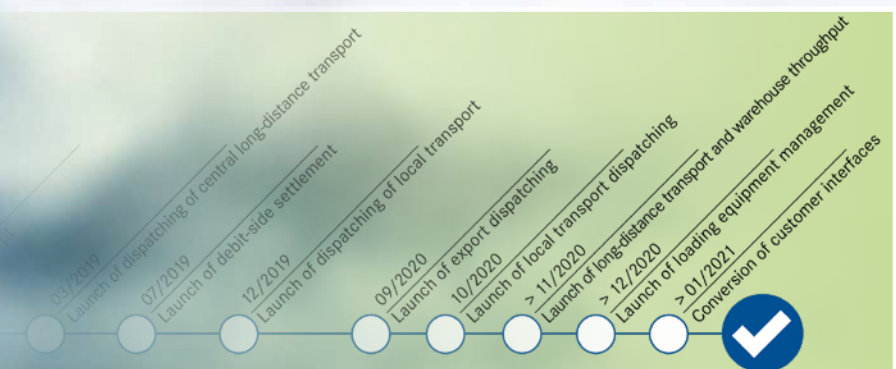 03/2019
Launch of dispatching of central long-distance transport
07/2019
Launch of debit-side settlement
12/2019
Launch of dispatching of local transport
09/2020
Launch of export dispatching
10/2020
Launch of local transport dispatching
> 11/2020
Launch of long-distance transport and warehouse throughput
> 12/2020
Launch of loading equipment management
> 01/2021
Conversion of customer interfaces